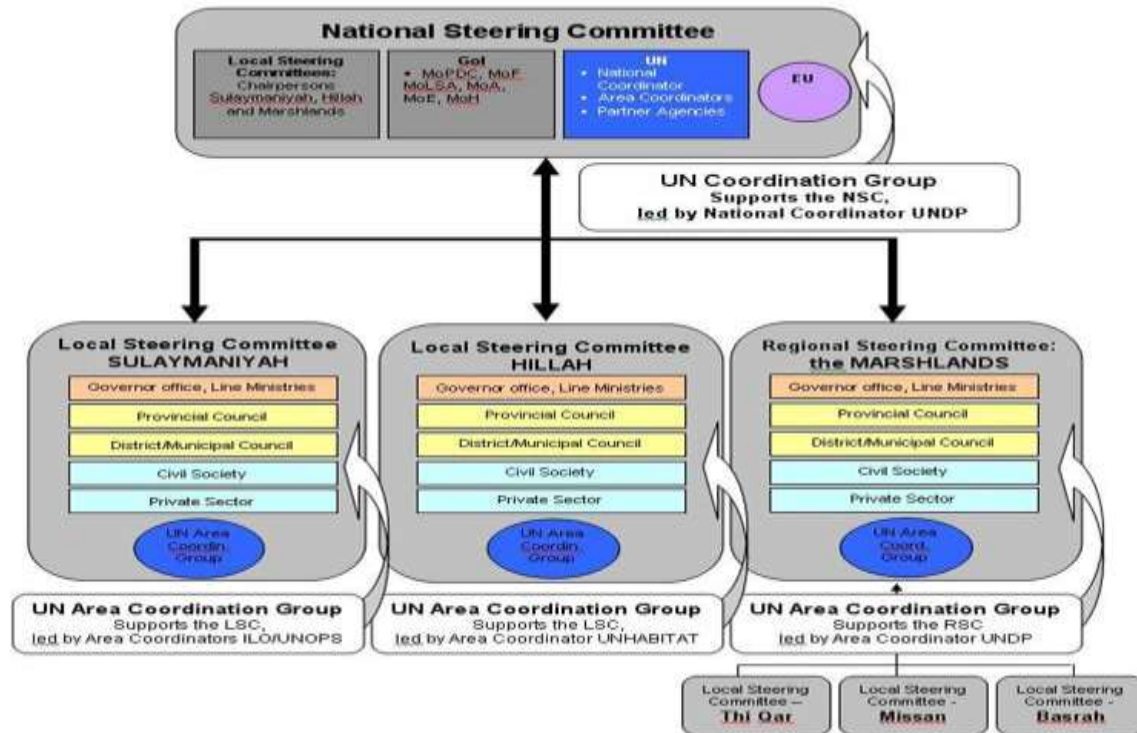 National Steering Committee
Local Steering
Committees:
Chairpersons
Sulaymaniyah, Hillah
and Marshlands
GoI
• MoPDC, MoF
MoLSA, MoA,
MoE, MoH
UN
• National
Coordinator
• Area Coordinators
• Partner Agencies
EU
UN Coordination Group
Supports the NSC,
led by National Coordinator UNDP
Local Steering Committee
SULAYMANIYAH
Governor office, Line Ministries
Provincial Council
District/Municipal Council
Civil Society
Private Sector
UN Area
Coordin.
Group
Local Steering Committee
HILLAH
Governor office, Line Ministries
Provincial Council
District/Municipal Council
Civil Society
Private Sector
UN Area
Coordin.
Group
Regional Steering Committee:
the MARSHLANDS
Governor office, Line Ministries
Provincial Council
District/Municipal Council
Civil Society
Private Sector
UN Area
Coord.
Group
UN Area Coordination Group
Supports the LSC,
led by Area Coordinators ILO/UNOPS
UN Area Coordination Group
Supports the LSC,
led by Area Coordinator UNHABITAT
UN Area Coordination Group
Supports the RSC
led by Area Coordinator UNDP
Local Steering
Committee –
Thi Qar
Local Steering
Committee -
Missan
Local Steering
Committee -
Basrah